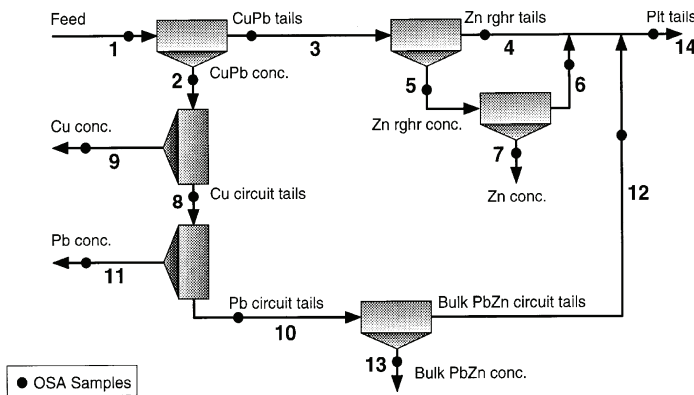 Feed
CuPb tails
Zn rghr tails
Plt tails
1
3
4
14
2
CuPb conc.
5
6
Cu conc.
Zn rghr conc.
9
7
8
Cu circuit tails
Zn conc.
12
Pb conc.
11
Pb circuit tails
Bulk PbZn circuit tails
10
13
Bulk PbZn conc.
OSA Samples